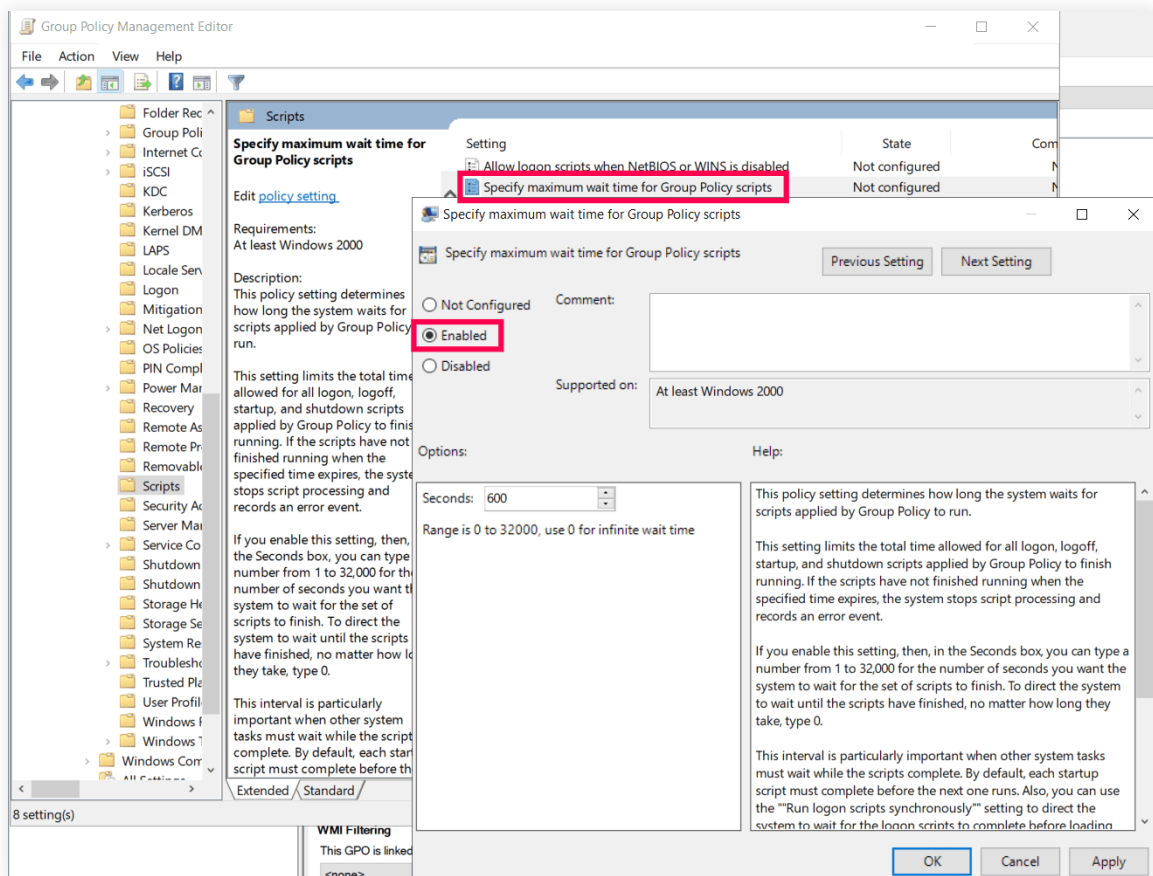 Group Policy Management Editor
File Action View Help
Folder Rec
Group Poli
Internet Co
iSCSI
KDC
Kerberos
Kernel DM
LAPS
Locale Serv
Logon
Mitigation
Net Logon
OS Policies
PIN Compl
Power Mar
Recovery
Remote As
Remote Pr
Removable
Scripts
Security Ac
Server Mar
Service Co
Shutdown
Shutdown
Storage He
Storage Se
System Re
Troublesho
Trusted Pla
User Profil
Windows F
Windows T
Windows Com
All Settings
8 setting(s)
Scripts
Specify maximum wait time for
Group Policy scripts
Edit policy setting
Requirements:
At least Windows 2000
Description:
This policy setting determines
how long the system waits for
scripts applied by Group Policy
run.
This setting limits the total time
allowed for all logon, logoff,
startup, and shutdown scripts
applied by Group Policy to finis
running. If the scripts have not
finished running when the
specified time expires, the syste
stops script processing and
records an error event.
If you enable this setting, then,
the Seconds box, you can type
number from 1 to 32,000 for the
number of seconds you want th
system to wait for the set of
scripts to finish. To direct the
system to wait until the scripts
have finished, no matter how lo
they take, type 0.
This interval is particularly
important when other system
tasks must wait while the script
complete. By default, each star
script must complete before th
Extended Standard
Setting State Com
Allow logon scripts when NetBIOS or WINS is disabled Not configured N
Specify maximum wait time for Group Policy scripts Not configured N
Specify maximum wait time for Group Policy scripts
Specify maximum wait time for Group Policy scripts
Previous Setting Next Setting
Not Configured
Enabled
Disabled
Comment:
Supported on:
At least Windows 2000
Options:
Seconds: 600
Range is 0 to 32000, use 0 for infinite wait time
Help:
This policy setting determines how long the system waits for
scripts applied by Group Policy to run.
This setting limits the total time allowed for all logon, logoff,
startup, and shutdown scripts applied by Group Policy to finish
running. If the scripts have not finished running when the
specified time expires, the system stops script processing and
records an error event.
If you enable this setting, then, in the Seconds box, you can type a
number from 1 to 32,000 for the number of seconds you want the
system to wait for the set of scripts to finish. To direct the system
to wait until the scripts have finished, no matter how long they
take, type 0.
This interval is particularly important when other system tasks
must wait while the scripts complete. By default, each startup
script must complete before the next one runs. Also, you can use
the ""Run logon scripts synchronously"" setting to direct the
system to wait for the logon scripts to complete before loading
OK Cancel Apply
WMI Filtering
This GPO is linked
<none>